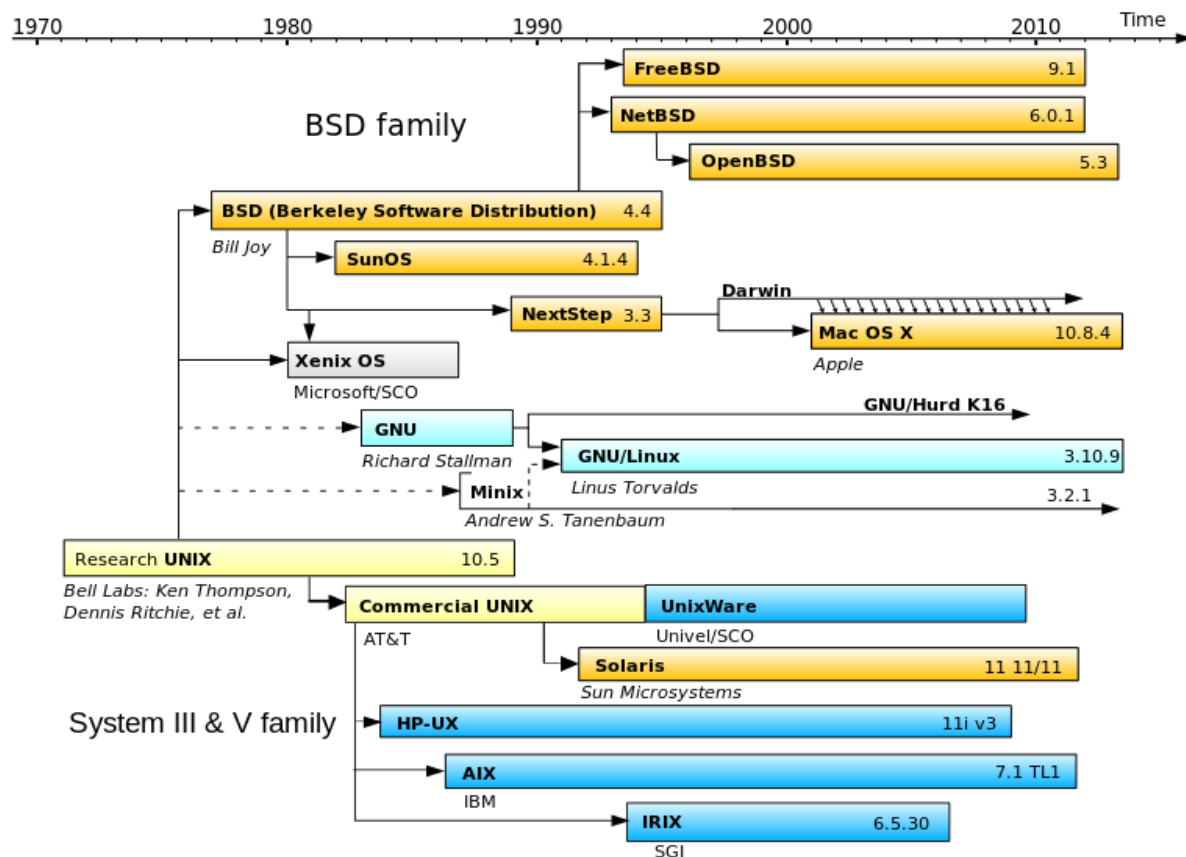 1970 1980 1990 2000 2010 Time
FreeBSD 9.1
BSD family
NetBSD 6.0.1
OpenBSD 5.3
BSD (Berkeley Software Distribution) 4.4
Bill Joy
SunOS 4.1.4
Darwin
NextStep 3.3
Mac OS X 10.8.4
Apple
Xenix OS
Microsoft/SCO
GNU/Hurd K16
GNU
Richard Stallman
GNU/Linux 3.10.9
Linus Torvalds
Minix 3.2.1
Andrew S. Tanenbaum
Research UNIX 10.5
Bell Labs: Ken Thompson,
Dennis Ritchie, et al.
Commercial UNIX UnixWare
AT&T Univel/SCO
Solaris 11 11/11
Sun Microsystems
System III & V family
HP-UX 11i v3
AIX 7.1 TL1
IBM
IRIX 6.5.30
SGI